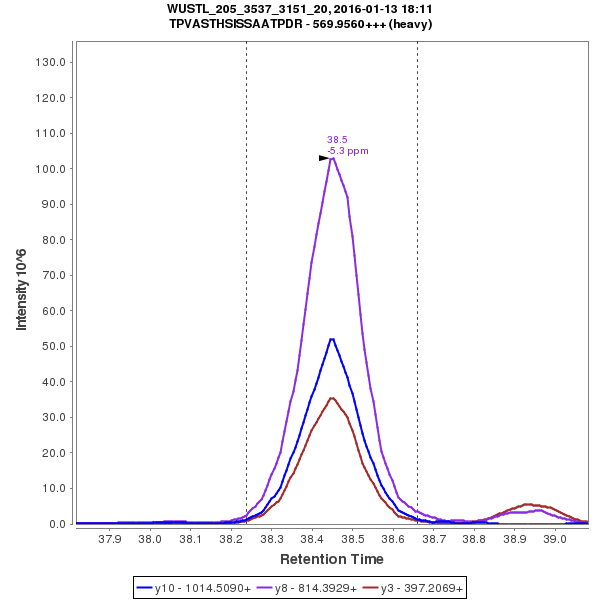 WUSTL_205_3537_3151_20, 2016-01-13 18:11
TPVASTHSISSAATPDR - 569.9560+++ (heavy)
130.0
120.0
110.0
100.0
90.0
80.0
70.0
60.0
50.0
40.0
30.0
20.0
10.0
0.0
Intensity 10^6
38.5
-5.3 ppm
37.9 38.0 38.1 38.2 38.3 38.4 38.5 38.6 38.7 38.8 38.9 39.0
Retention Time
y10 - 1014.5090+ y8 - 814.3929+ y3 - 397.2069+